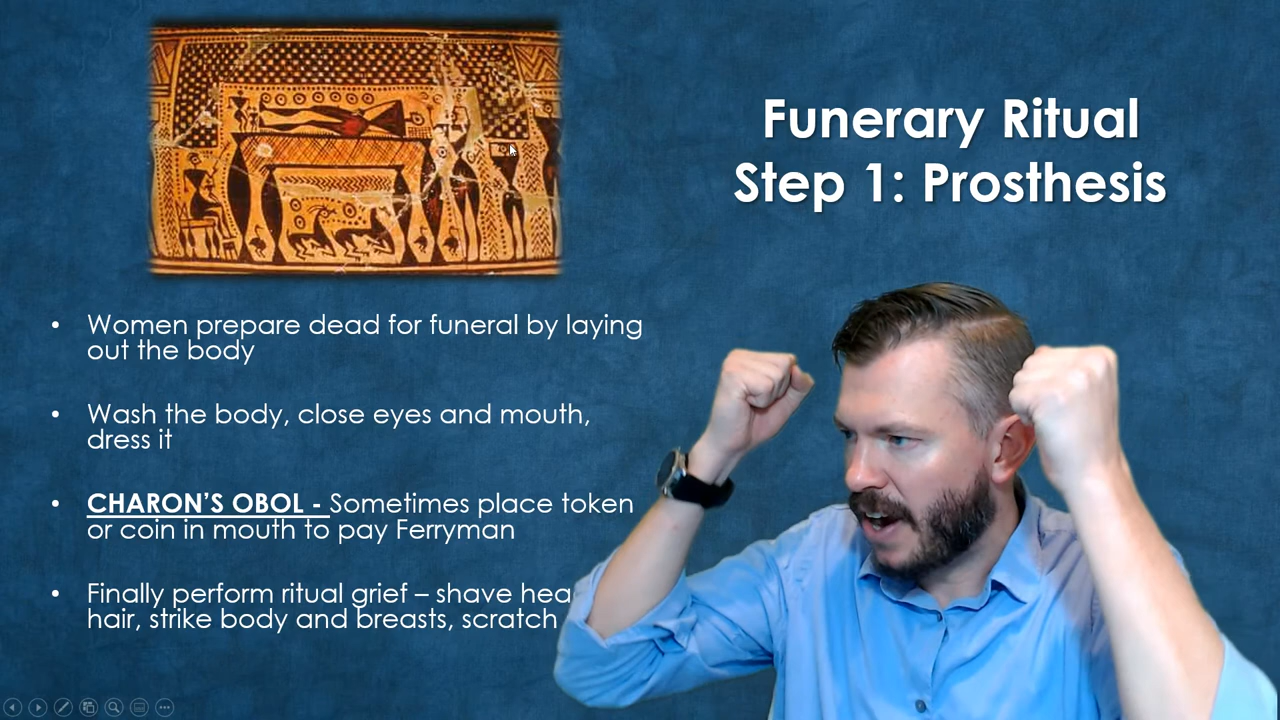 Funerary Ritual
Step 1: Prosthesis
• Women prepare dead for funeral by laying
out the body
• Wash the body, close eyes and mouth,
dress it
• CHARON’S OBOL - Sometimes place token
or coin in mouth to pay Ferryman
• Finally perform ritual grief – shave
hair, strike body and breasts, scratch